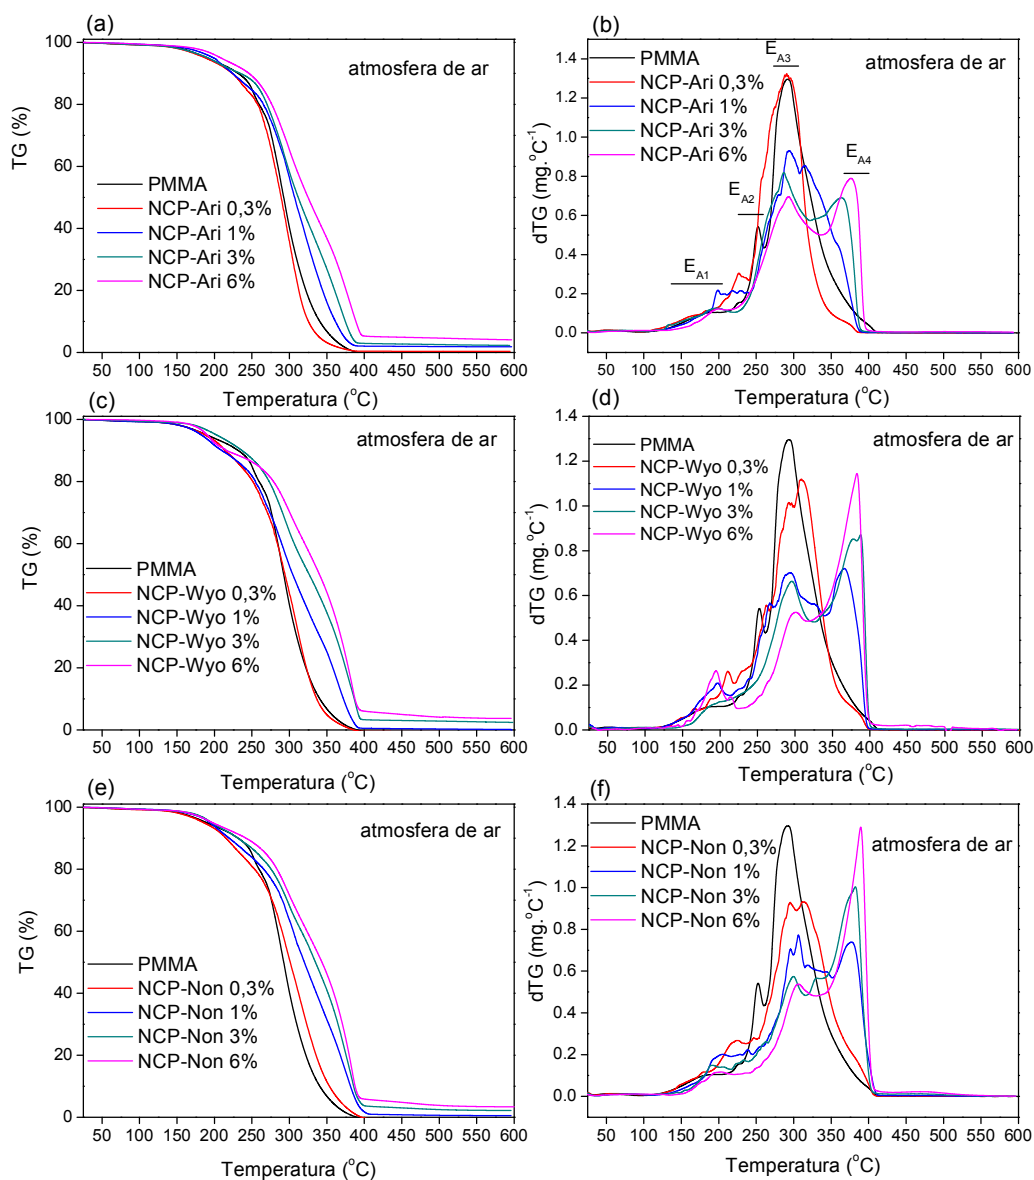 (a)
atmosfera de ar
TG (%)
100
80
60
40
20
0
PMMA
NCP-Ari 0,3%
NCP-Ari 1%
NCP-Ari 3%
NCP-Ari 6%
50 100 150 200 250 300 350 400 450 500 550 600
Temperatura (°C)
(b)
atmosfera de ar
dTG (mg.°C⁻¹)
1.4
1.2
1.0
0.8
0.6
0.4
0.2
0.0
PMMA
NCP-Ari 0,3%
NCP-Ari 1%
NCP-Ari 3%
NCP-Ari 6%
E_A3
E_A4
E_A2
E_A1
50 100 150 200 250 300 350 400 450 500 550 600
Temperatura (°C)
(c)
atmosfera de ar
TG (%)
100
80
60
40
20
0
PMMA
NCP-Wyo 0,3%
NCP-Wyo 1%
NCP-Wyo 3%
NCP-Wyo 6%
50 100 150 200 250 300 350 400 450 500 550 600
Temperatura (°C)
(d)
atmosfera de ar
dTG (mg.°C⁻¹)
1.4
1.2
1.0
0.8
0.6
0.4
0.2
0.0
PMMA
NCP-Wyo 0,3%
NCP-Wyo 1%
NCP-Wyo 3%
NCP-Wyo 6%
50 100 150 200 250 300 350 400 450 500 550 600
Temperatura (°C)
(e)
atmosfera de ar
TG (%)
100
80
60
40
20
0
PMMA
NCP-Non 0,3%
NCP-Non 1%
NCP-Non 3%
NCP-Non 6%
50 100 150 200 250 300 350 400 450 500 550 600
Temperatura (°C)
(f)
atmosfera de ar
dTG (mg.°C⁻¹)
1.4
1.2
1.0
0.8
0.6
0.4
0.2
0.0
PMMA
NCP-Non 0,3%
NCP-Non 1%
NCP-Non 3%
NCP-Non 6%
50 100 150 200 250 300 350 400 450 500 550 600
Temperatura (°C)